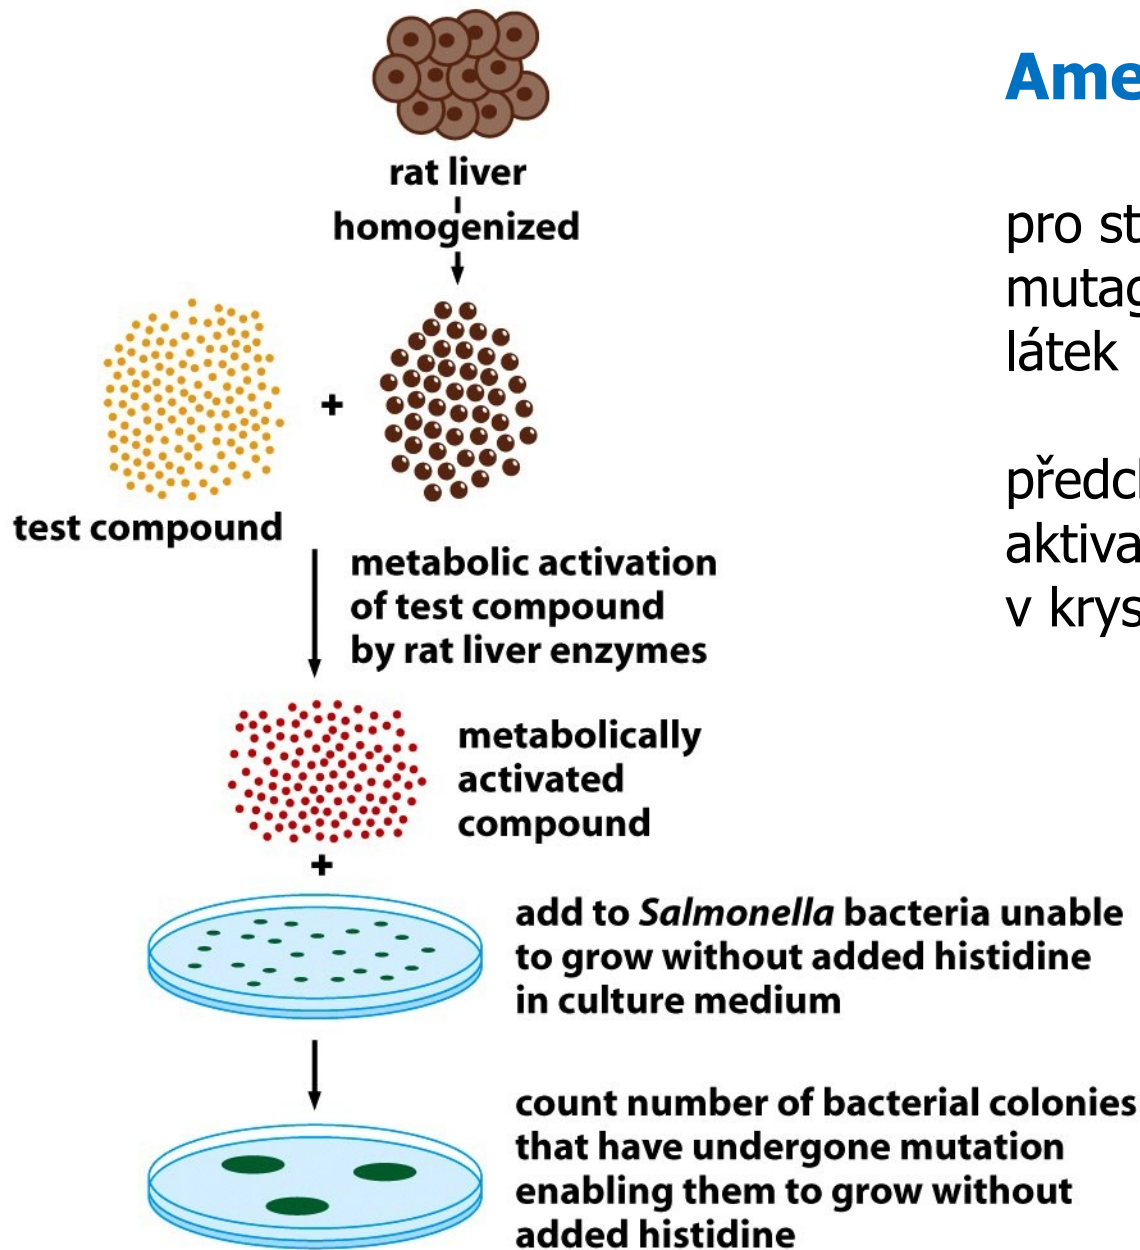 rat liver
homogenized
+
test compound
metabolic activation
of test compound
by rat liver enzymes
metabolically
activated
compound
+
add to Salmonella bacteria unable
to grow without added histidine
in culture medium
count number of bacterial colonies
that have undergone mutation
enabling them to grow without
added histidine
Ame
pro st
mutag
látek
předch
aktiva
v krys